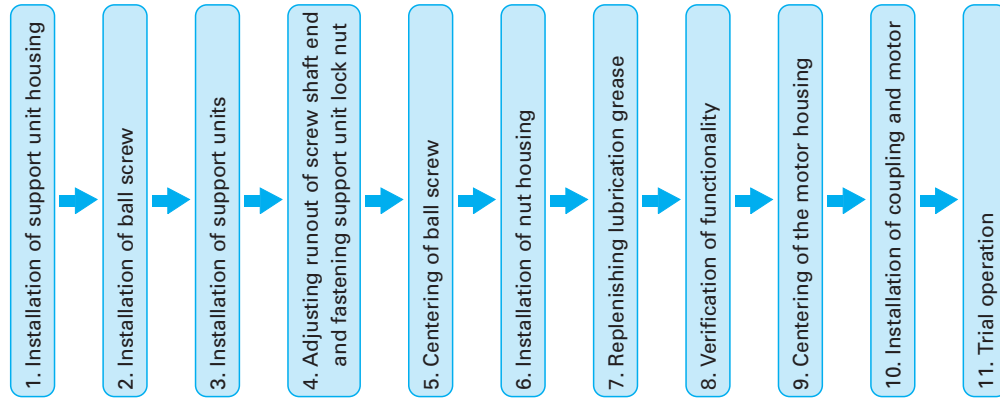 1. Installation of support unit housing
2. Installation of ball screw
3. Installation of support units
4. Adjusting runout of screw shaft end
and fastening support unit lock nut
5. Centering of ball screw
6. Installation of nut housing
7. Replenishing lubrication grease
8. Verification of functionality
9. Centering of the motor housing
10. Installation of coupling and motor
11. Trial operation